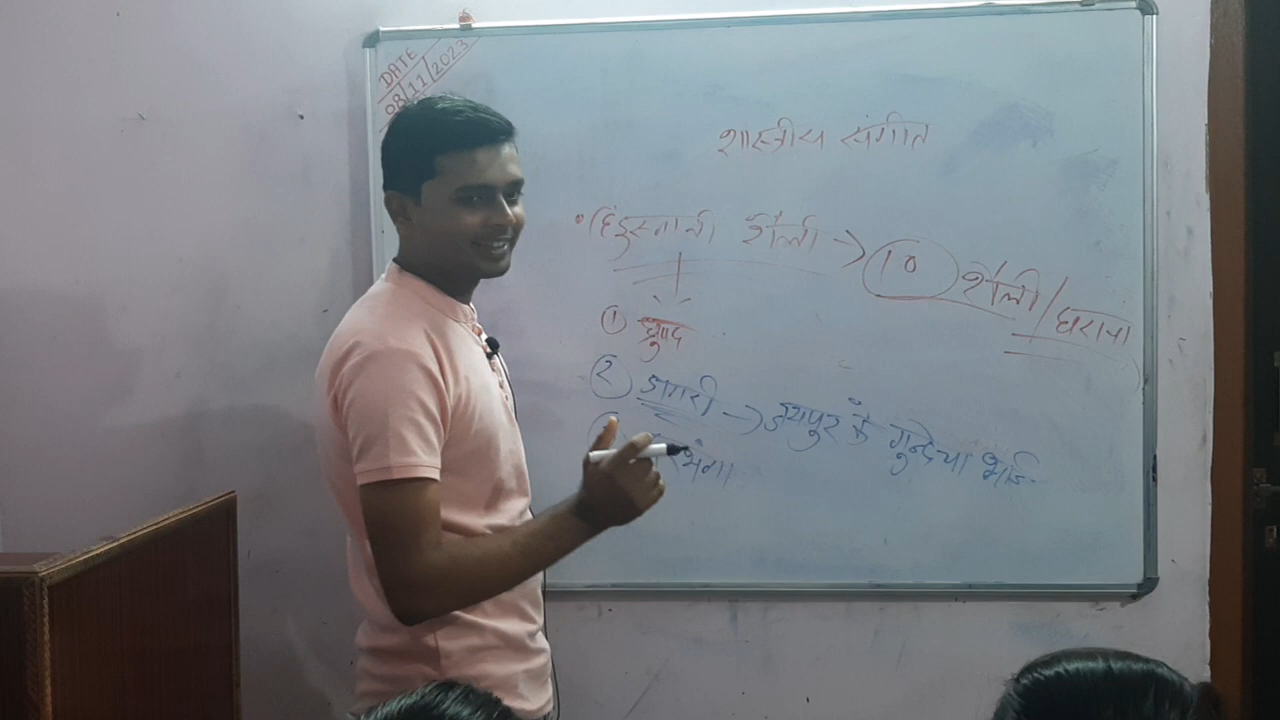 DATE
08/11/2023
शास्त्रीय संगीत
• हिंदुस्तानी शैली → 10 शैली/घराना
① ध्रुपद
② डागरी → जयपुर के गुन्देचा
भंगा